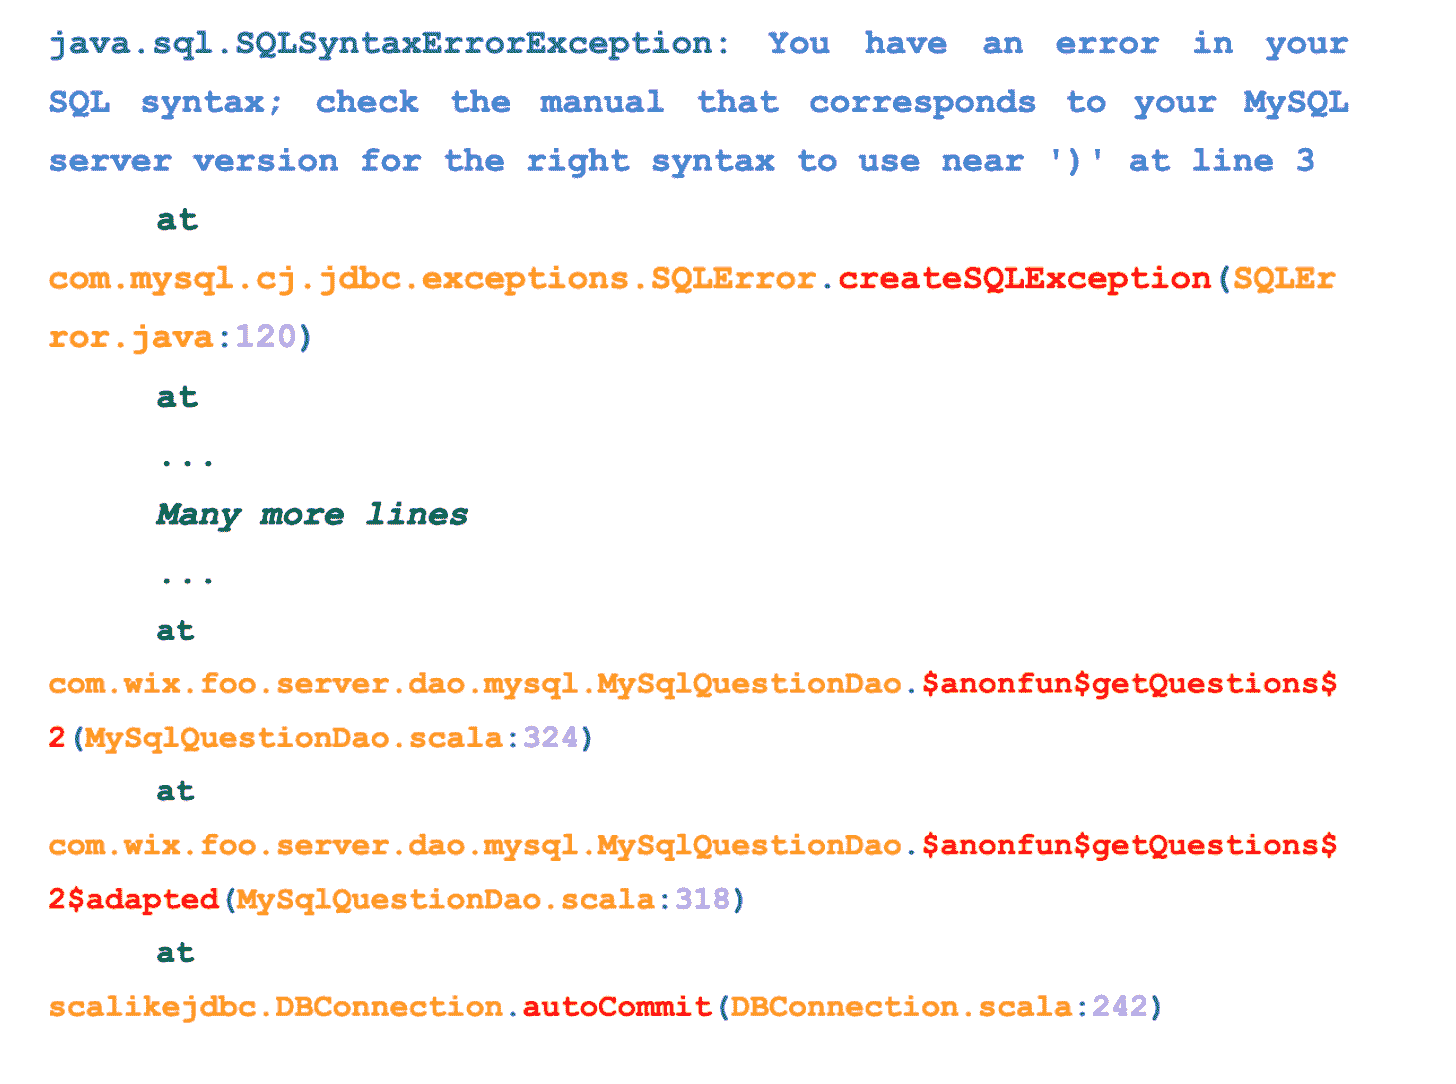 java.sql.SQLSyntaxErrorException: You have an error in your
SQL syntax; check the manual that corresponds to your MySQL
server version for the right syntax to use near ')' at line 3
at
com.mysql.cj.jdbc.exceptions.SQLError.createSQLException(SQLEr
ror.java:120)
at
...
Many more lines
...
at
com.wix.foo.server.dao.mysql.MySqlQuestionDao.$anonfun$getQuestions$
2(MySqlQuestionDao.scala:324)
at
com.wix.foo.server.dao.mysql.MySqlQuestionDao.$anonfun$getQuestions$
2$adapted(MySqlQuestionDao.scala:318)
at
scalikejdbc.DBConnection.autoCommit(DBConnection.scala:242)